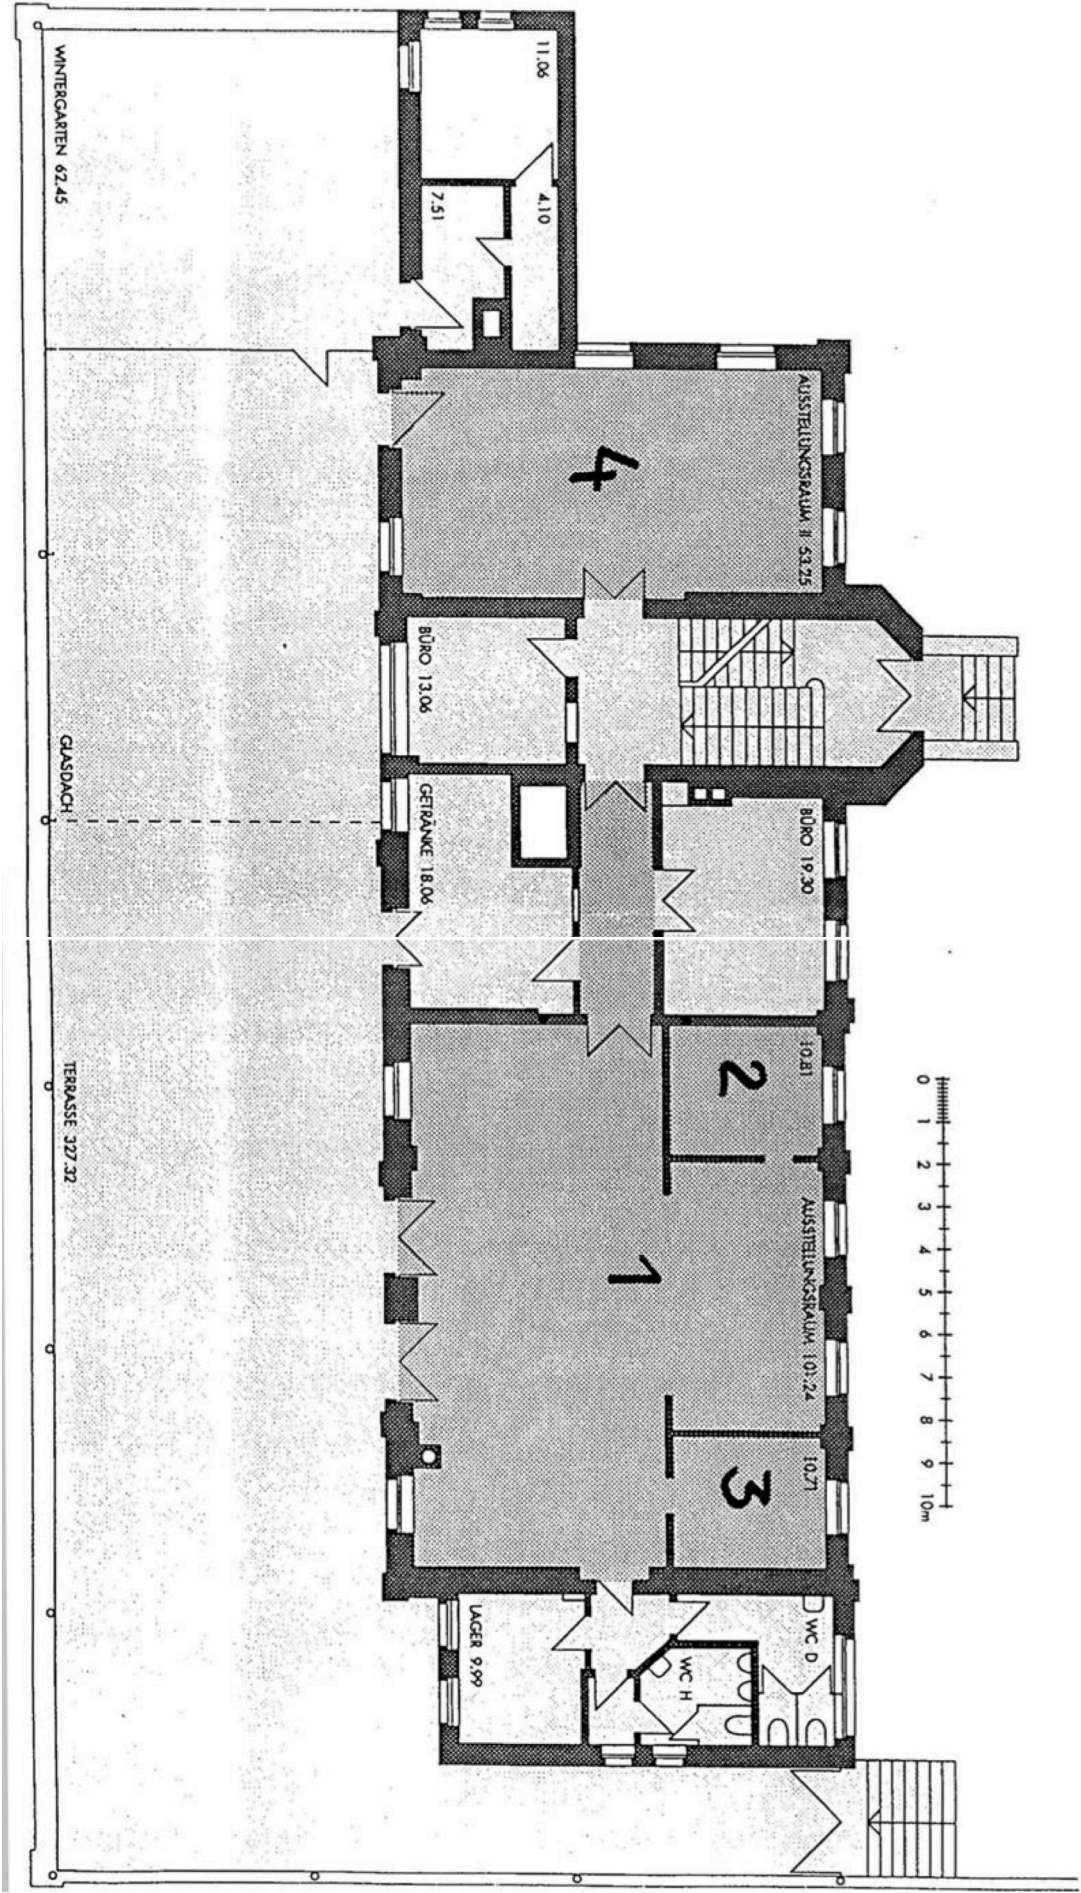 WINTERGARTEN 62.45
11.06
4.10
7.51
AUSSTELLUNGSRAUM II 53.25
4
BÜRO 13.06
GLASDACH
GETRÄNKE 18.06
BÜRO 19.30
TERRASSE 327.32
10.81
2
AUSSTELLUNGSRAUM 101.24
1
10.71
3
0 1 2 3 4 5 6 7 8 9 10m
LAGER 9.99
WC D
WC H